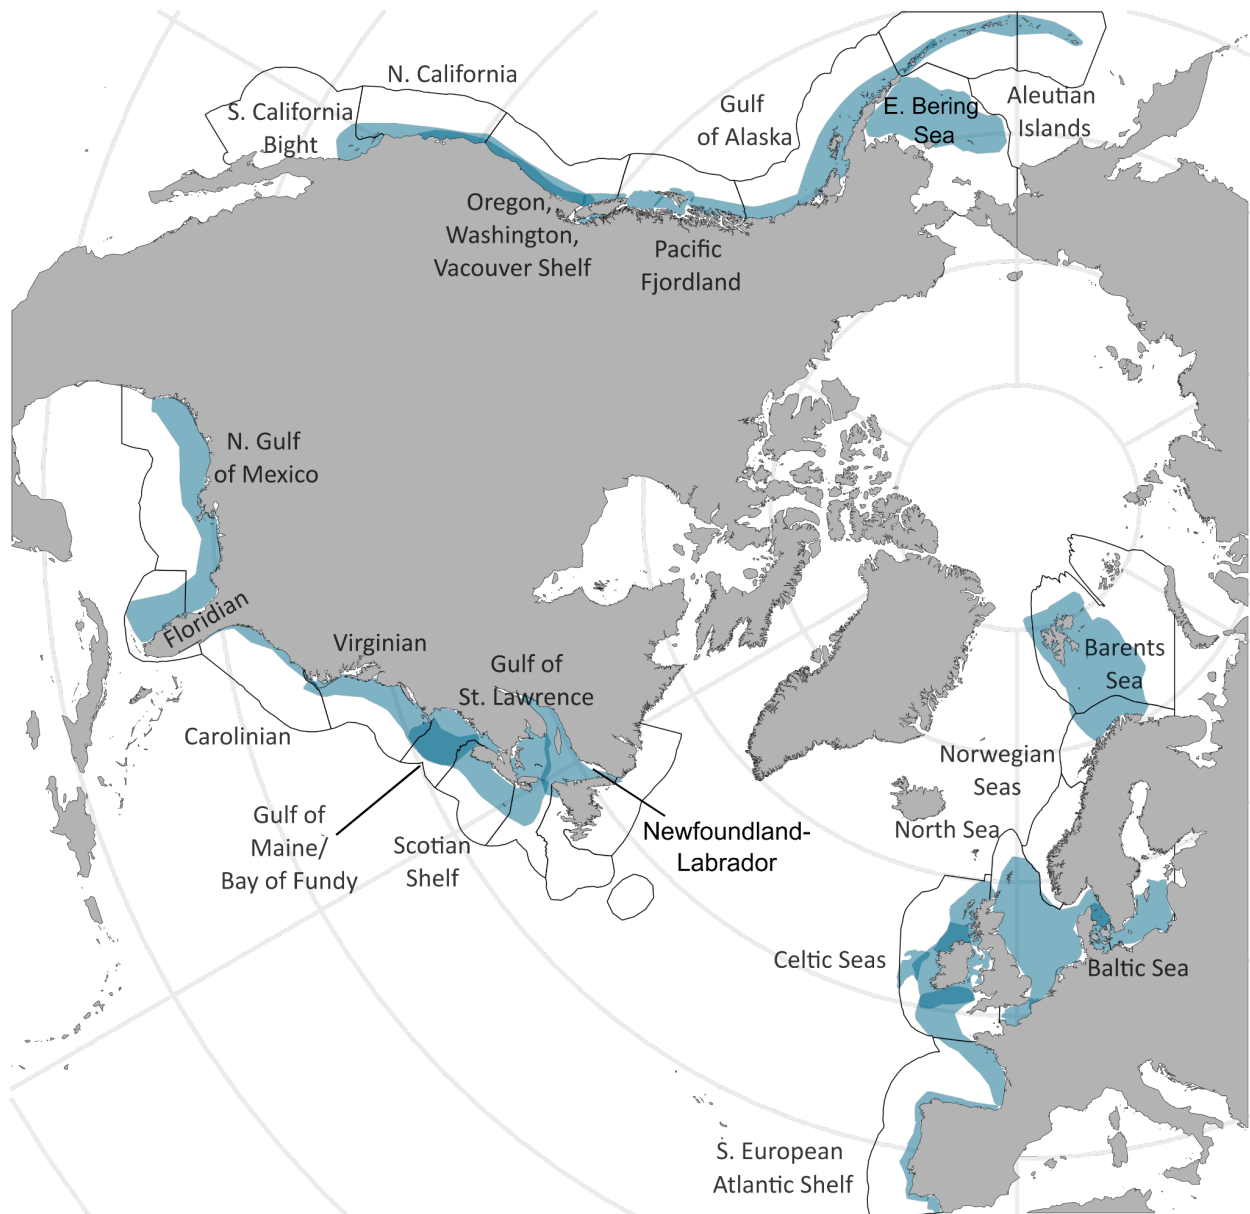 N. California
S. California
Bight
Gulf
of Alaska
E. Bering
Sea
Aleutian
Islands
Oregon,
Washington,
Vacouver Shelf
Pacific
Fjordland
N. Gulf
of Mexico
Floridian
Virginian
Gulf of
St. Lawrence
Barents
Sea
Carolinian
Norwegian
Seas
Gulf of
Maine/
Bay of Fundy
Scotian
Shelf
Newfoundland-
Labrador
North Sea
Celtic Seas
Baltic Sea
S. European
Atlantic Shelf